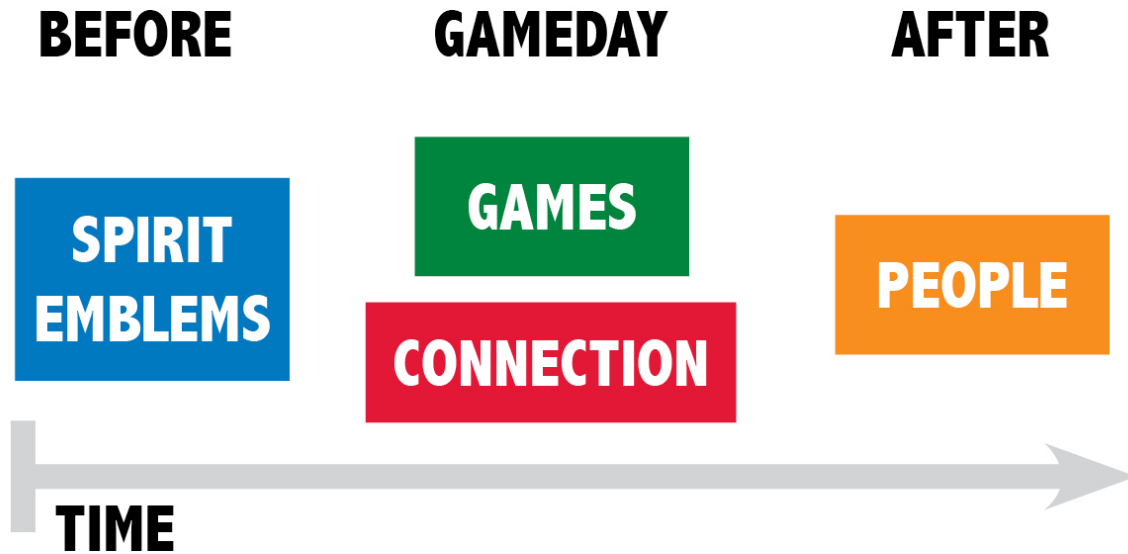 BEFORE
GAMEDAY
AFTER
SPIRIT
EMBLEMS
GAMES
CONNECTION
PEOPLE
TIME